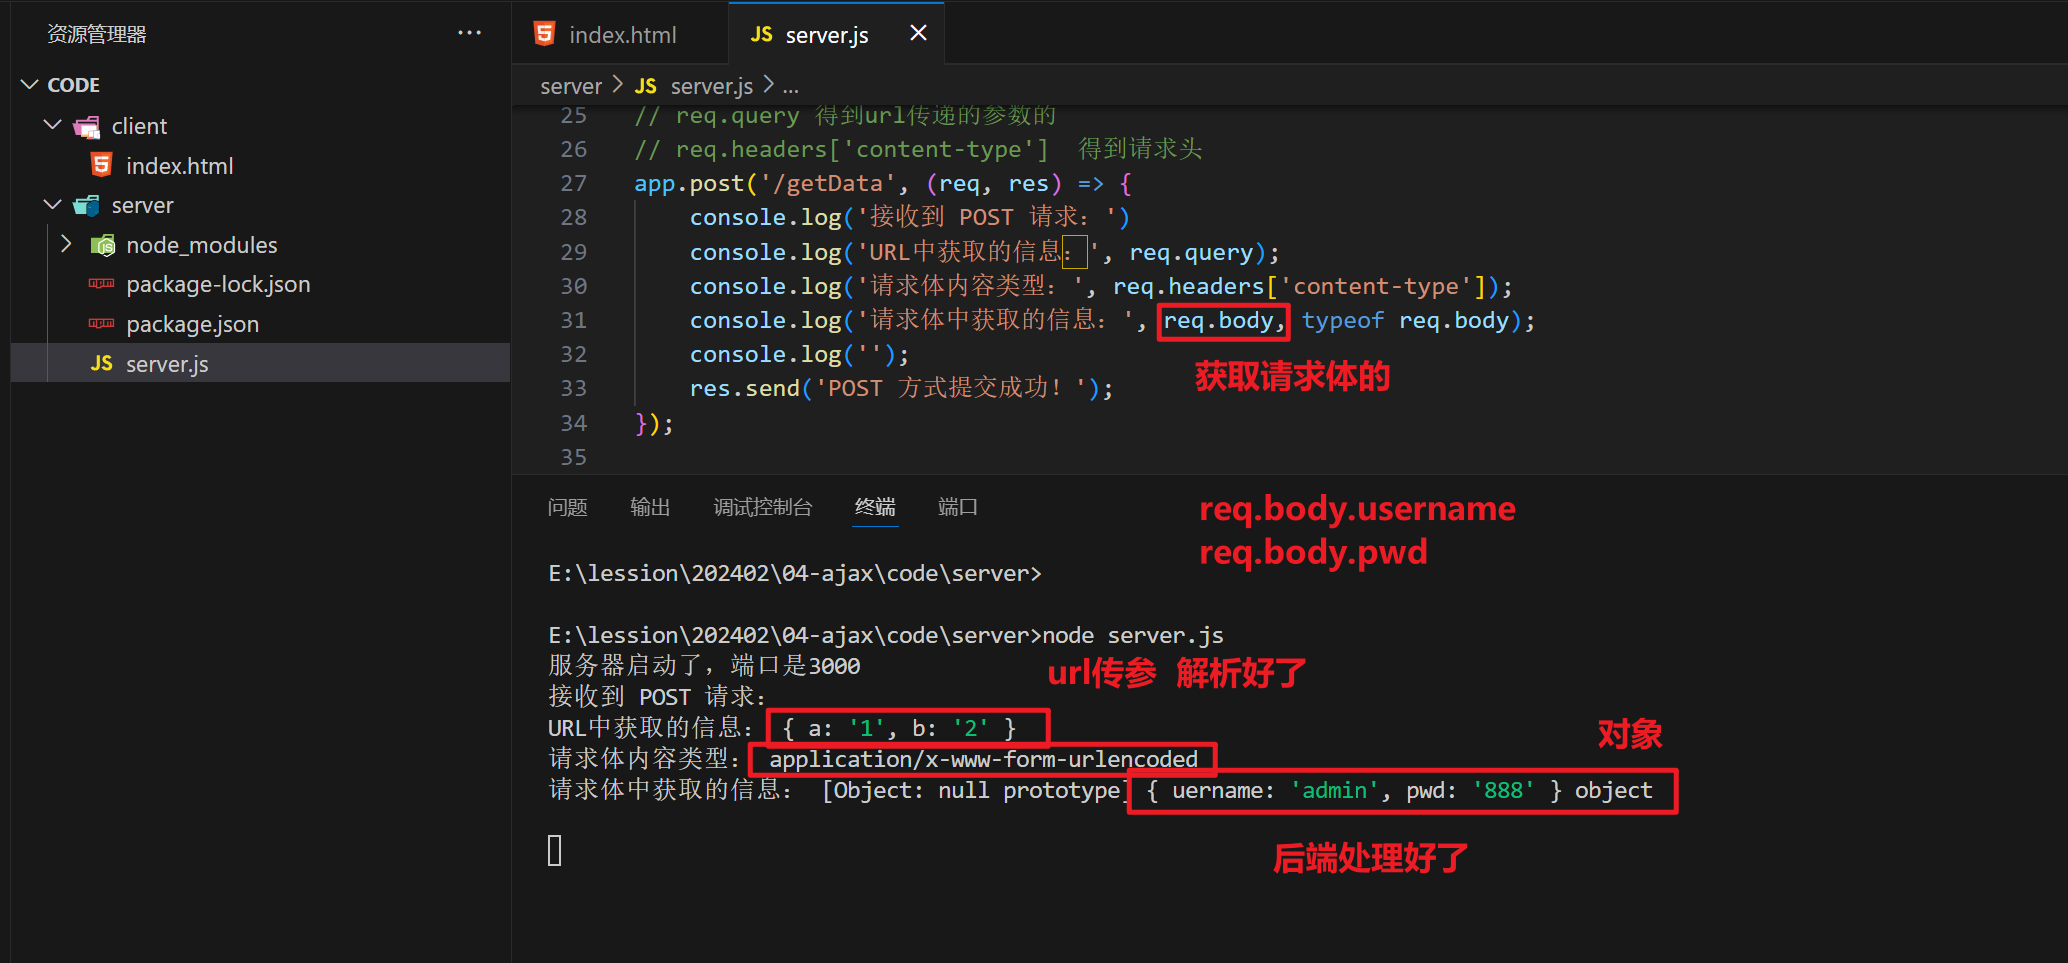 资源管理器 ...
CODE
client
index.html
server
node_modules
package-lock.json
package.json
JS server.js
index.html JS server.js
server > JS server.js > ...
25 // req.query 得到url传递的参数的
26 // req.headers['content-type'] 得到请求头
27 app.post('/getData', (req, res) => {
28 console.log('接收到 POST 请求：')
29 console.log('URL中获取的信息：', req.query);
30 console.log('请求体内容类型：', req.headers['content-type']);
31 console.log('请求体中获取的信息：', req.body, typeof req.body);
32 console.log('');
获取请求体的
33 res.send('POST 方式提交成功！');
34 });
35
问题 输出 调试控制台 终端 端口
req.body.username
req.body.pwd
E:\lession\202402\04-ajax\code\server>
E:\lession\202402\04-ajax\code\server>node server.js
服务器启动了，端口是3000
url传参 解析好了
接收到 POST 请求：
URL中获取的信息： { a: '1', b: '2' }
对象
请求体内容类型： application/x-www-form-urlencoded
请求体中获取的信息： [Object: null prototype] { uername: 'admin', pwd: '888' } object
后端处理好了